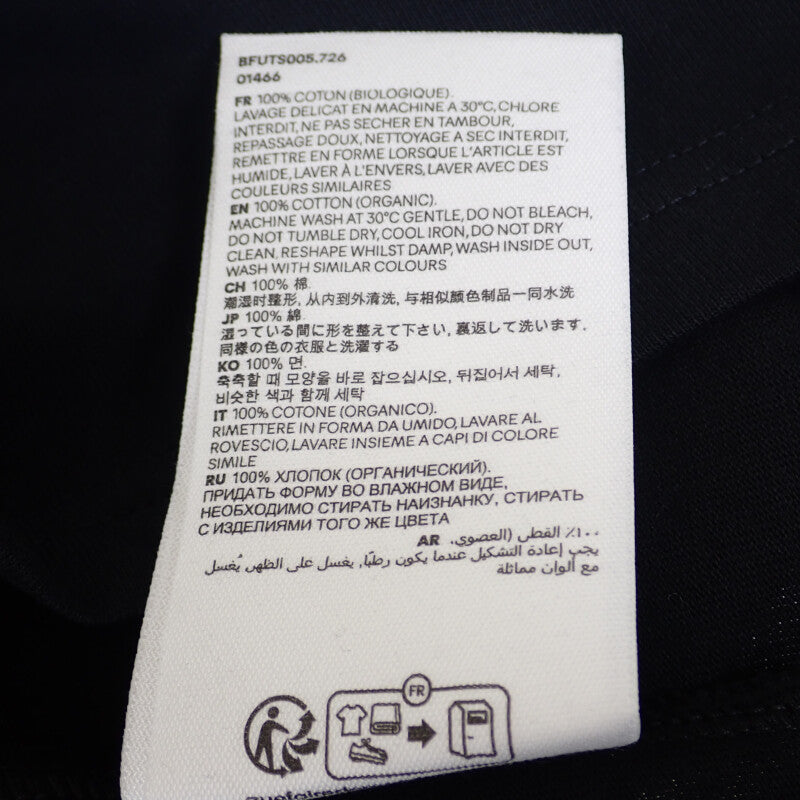 BFUTS005.726
01466
FR 100% COTON (BIOLOGIQUE).
LAVAGE DELICAT EN MACHINE A 30°C, CHLORE
INTERDIT, NE PAS SECHER EN TAMBOUR,
REPASSAGE DOUX, NETTOYAGE A SEC INTERDIT,
REMETTRE EN FORME LORSQUE L'ARTICLE EST
HUMIDE, LAVER À L'ENVERS, LAVER AVEC DES
COULEURS SIMILAIRES
EN 100% COTTON (ORGANIC).
MACHINE WASH AT 30°C GENTLE, DO NOT BLEACH,
DO NOT TUMBLE DRY, COOL IRON, DO NOT DRY
CLEAN, RESHAPE WHILST DAMP, WASH INSIDE OUT,
WASH WITH SIMILAR COLOURS
CH 100% 棉.
潮湿时整形, 从内到外清洗, 与相似颜色制品一同水洗
JP 100% 綿.
湿っている間に形を整えて下さい, 裏返して洗います.
同様の色の衣服と洗濯する
KO 100% 면.
축축할 때 모양을 바로 잡으십시오, 뒤집어서 세탁,
비슷한 색과 함께 세탁
IT 100% COTONE (ORGANICO).
RIMETTERE IN FORMA DA UMIDO, LAVARE AL
ROVESCIO, LAVARE INSIEME A CAPI DI COLORE
SIMILE
RU 100% ХЛОПОК (ОРГАНИЧЕСКИЙ).
ПРИДАТЬ ФОРМУ ВО ВЛАЖНОМ ВИДЕ,
НЕОБХОДИМО СТИРАТЬ НАИЗНАНКУ, СТИРАТЬ
С ИЗДЕЛИЯМИ ТОГО ЖЕ ЦВЕТА
AR ١٠٠٪ القطن (العضوي).
يجب إعادة التشكيل عندما يكون رطبًا, يغسل على الظهر, يُغسل
مع ألوان مماثلة
FR